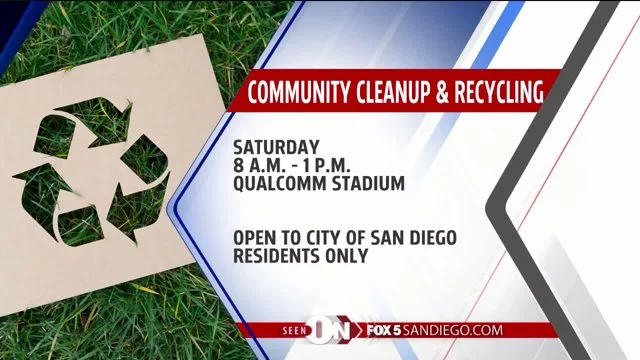 COMMUNITY CLEANUP & RECYCLING
SATURDAY
8 A.M. - 1 P.M.
QUALCOMM STADIUM
OPEN TO CITY OF SAN DIEGO
RESIDENTS ONLY
SEEN ON FOX 5 SANDIEGO.COM